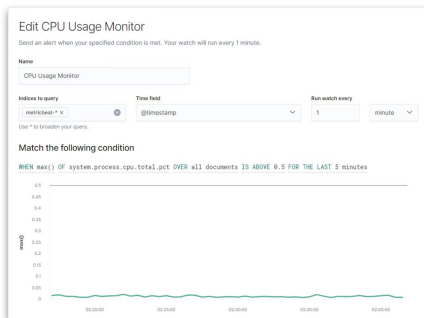 Edit CPU Usage Monitor
Send an alert when your specified condition is met. Your watch will run every 1 minute.
Name
CPU Usage Monitor
Indices to query
Time field
Run watch every
metricbeat-* ×
@timestamp
1
minute
Use * to broaden your query.
Match the following condition
WHEN max() OF system.process.cpu.total.pct OVER all documents IS ABOVE 0.5 FOR THE LAST 5 minutes
0.5
0.45
0.4
0.35
0.3
0.25
0.2
0.15
0.1
0.05
0
max()